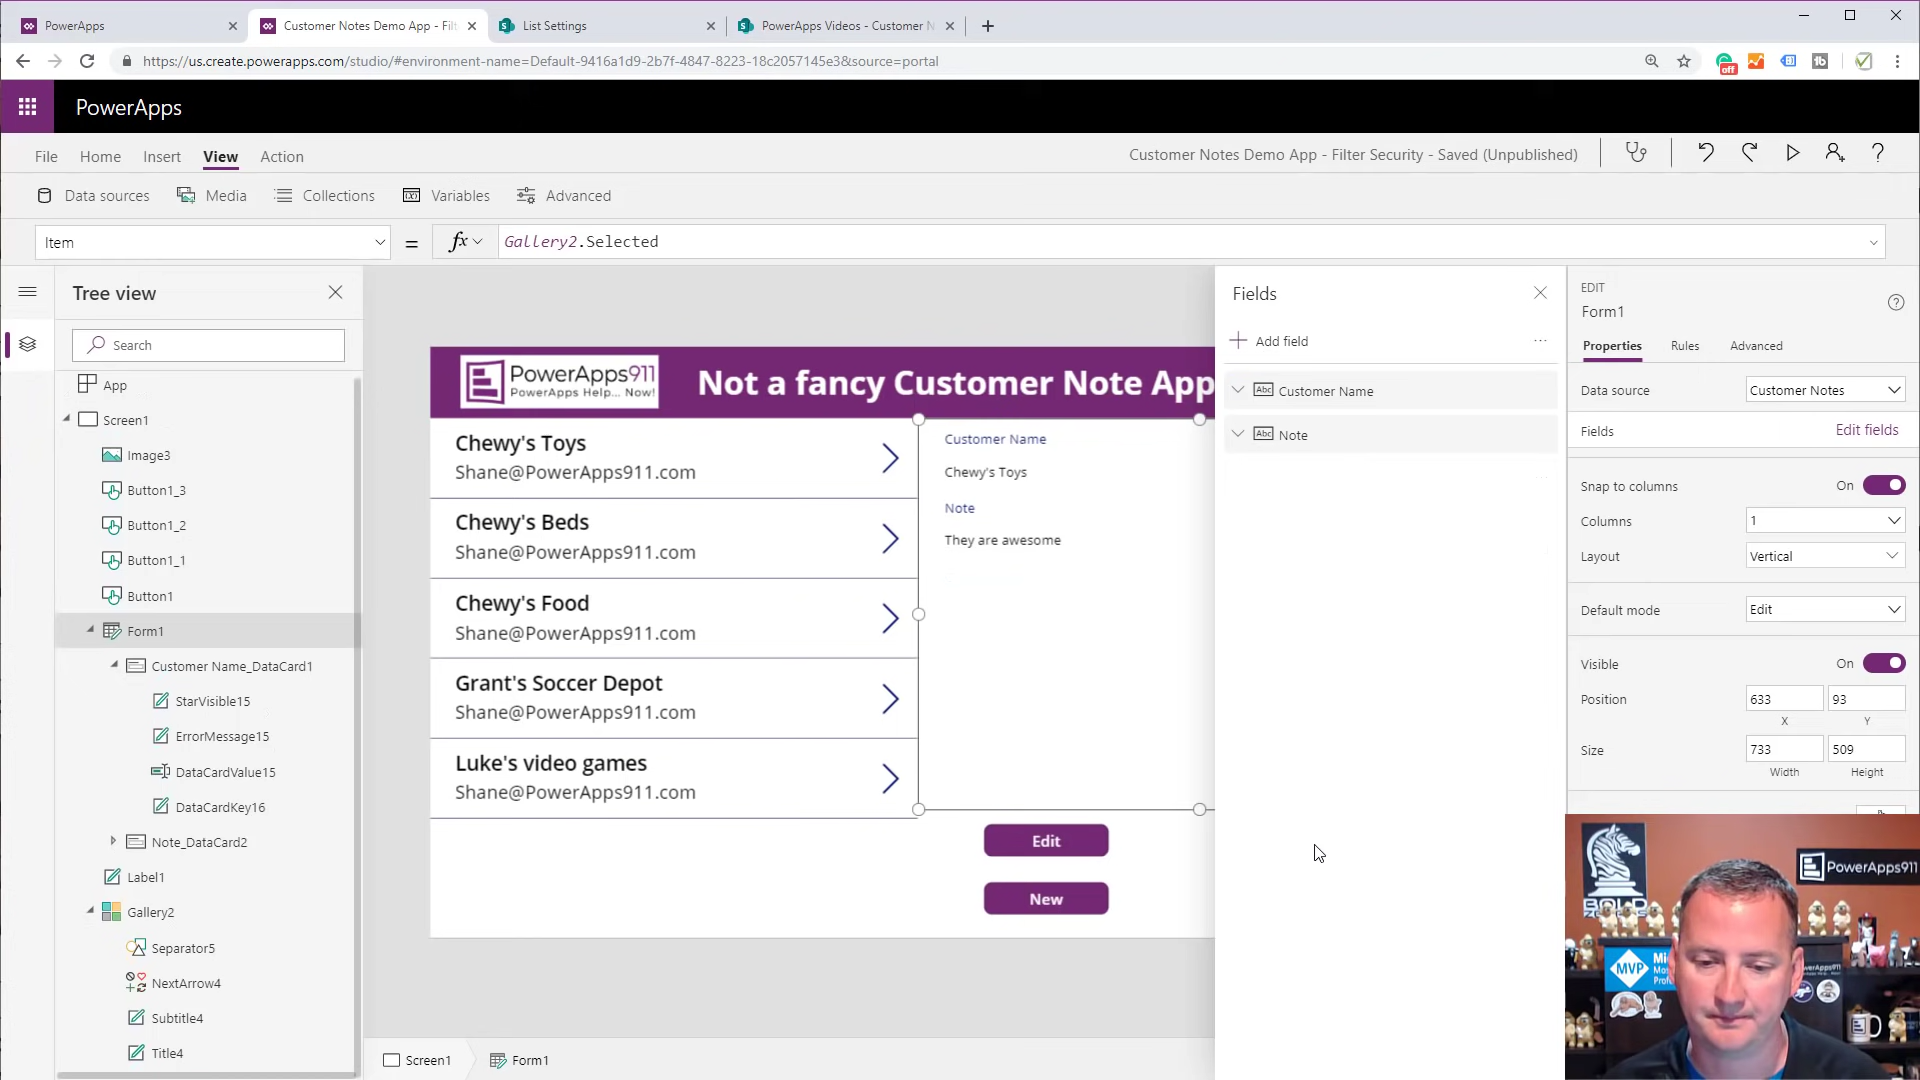 PowerApps
Customer Notes Demo App - Filt
List Settings
PowerApps Videos - Customer N
https://us.create.powerapps.com/studio/#environment-name=Default-9416a1d9-2b7f-4847-8223-18c2057145e3&source=portal
off
PowerApps
File Home Insert View Action
Customer Notes Demo App - Filter Security - Saved (Unpublished)
Data sources Media Collections Variables Advanced
Item = fx Gallery2.Selected
Tree view
Search
App
Screen1
Image3
Button1_3
Button1_2
Button1_1
Button1
Form1
Customer Name_DataCard1
StarVisible15
ErrorMessage15
DataCardValue15
DataCardKey16
Note_DataCard2
Label1
Gallery2
Separator5
NextArrow4
Subtitle4
Title4
PowerApps911
PowerApps Help... Now!
Not a fancy Customer Note App
Chewy's Toys
Shane@PowerApps911.com
Chewy's Beds
Shane@PowerApps911.com
Chewy's Food
Shane@PowerApps911.com
Grant's Soccer Depot
Shane@PowerApps911.com
Luke's video games
Shane@PowerApps911.com
Customer Name
Chewy's Toys
Note
They are awesome
Edit
New
Screen1 Form1
Fields
Add field
Abc Customer Name
Abc Note
EDIT
Form1
Properties Rules Advanced
Data source Customer Notes
Fields Edit fields
Snap to columns On
Columns 1
Layout Vertical
Default mode Edit
Visible On
Position 633 93
X Y
Size 733 509
Width Height
PowerApps911
BOLD
MVP
PowerApps911